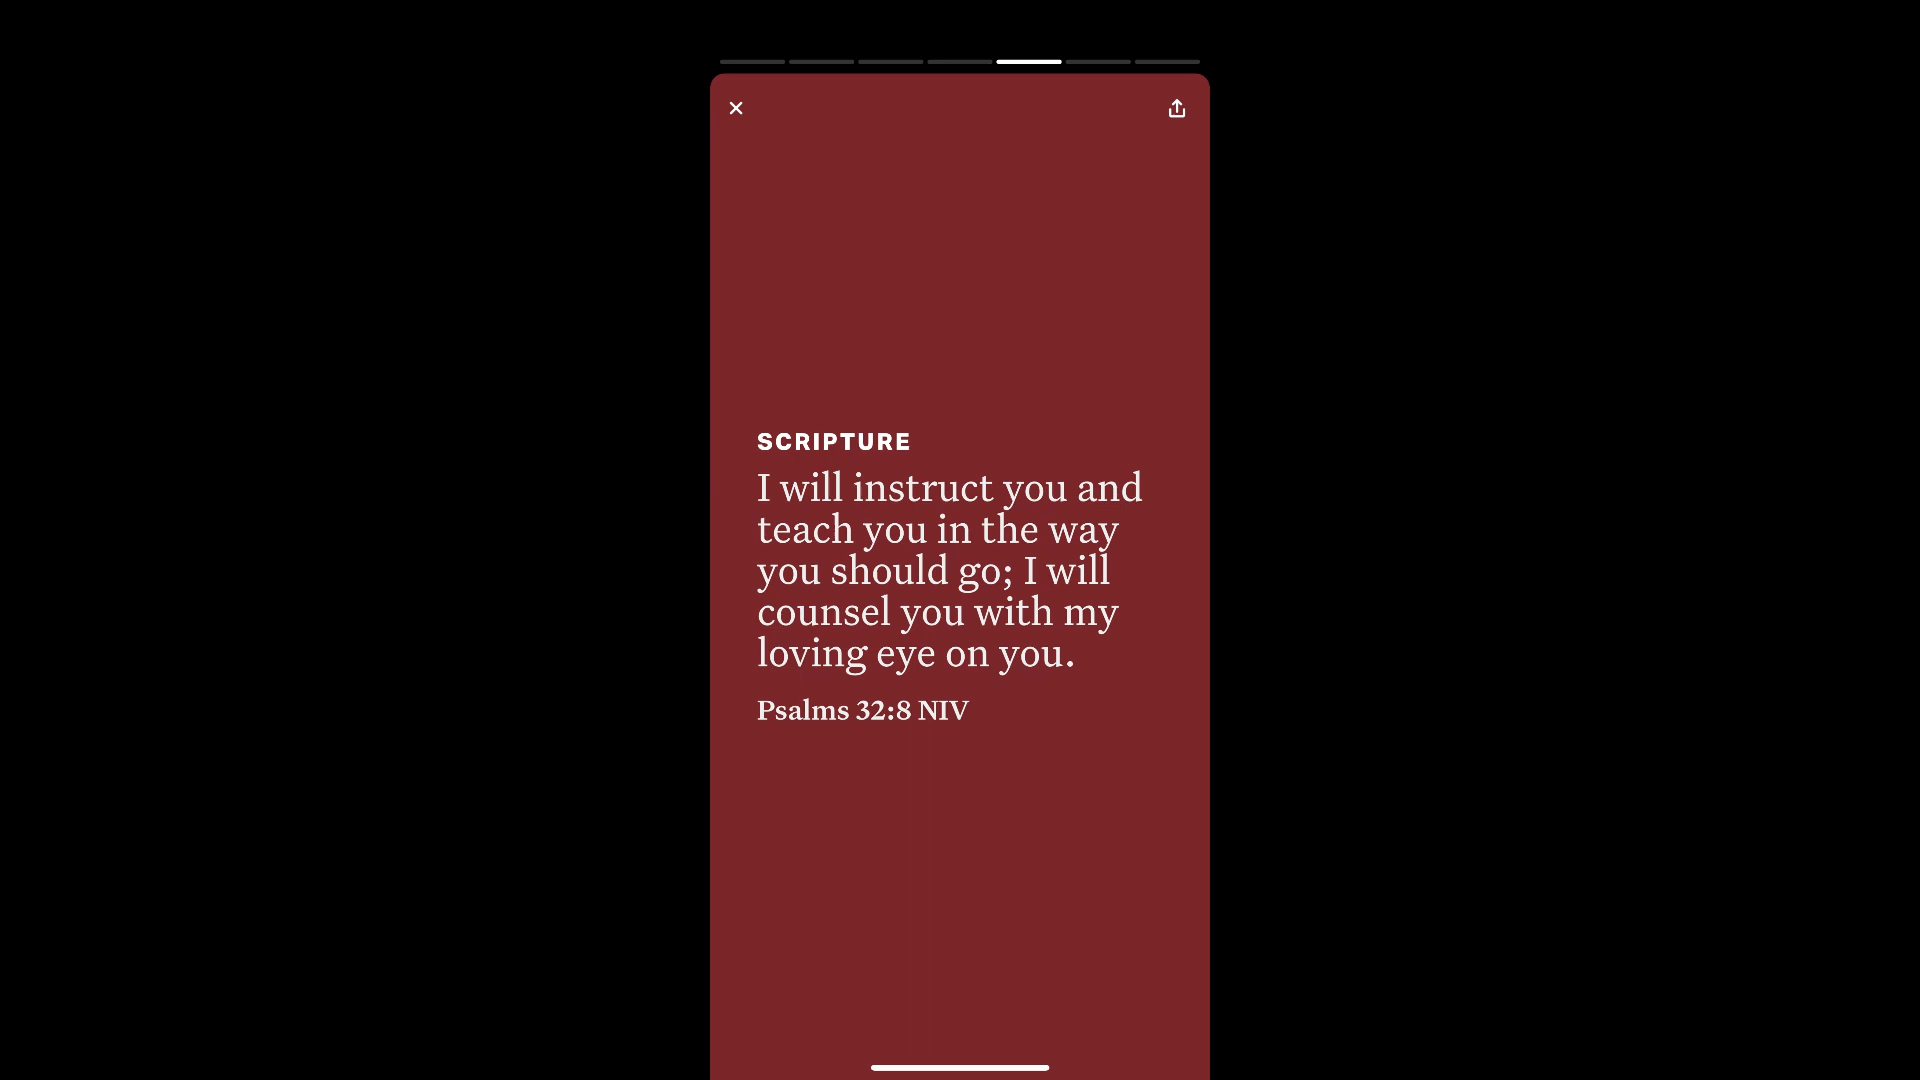 SCRIPTURE
I will instruct you and
teach you in the way
you should go; I will
counsel you with my
loving eye on you.
Psalms 32:8 NIV